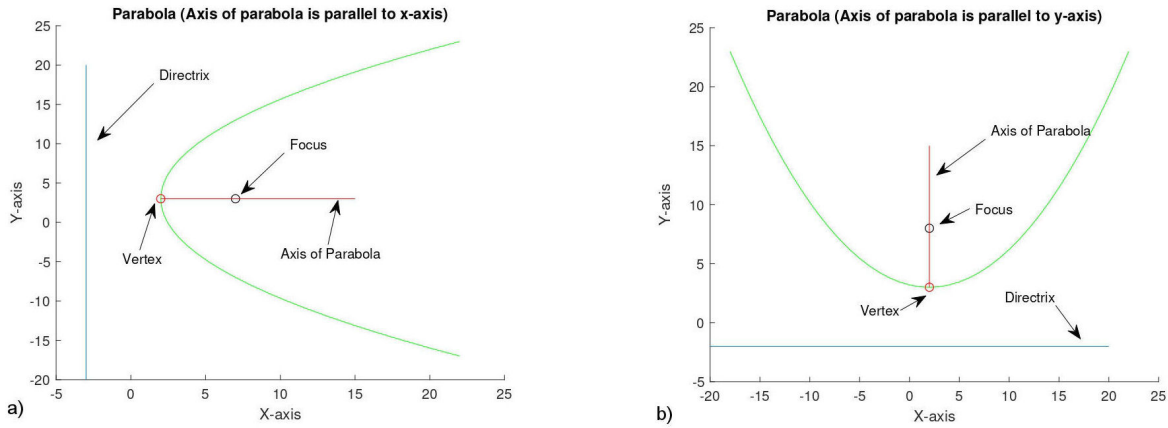 Parabola (Axis of parabola is parallel to x-axis)
25
20
15
10
5
0
-5
-10
-15
-20
Y-axis
Directrix
Focus
Vertex
Axis of Parabola
-5 0 5 10 15 20 25
X-axis
a)
Parabola (Axis of parabola is parallel to y-axis)
25
20
15
10
5
0
-5
Y-axis
Axis of Parabola
Focus
Vertex
Directrix
-20 -15 -10 -5 0 5 10 15 20 25
X-axis
b)